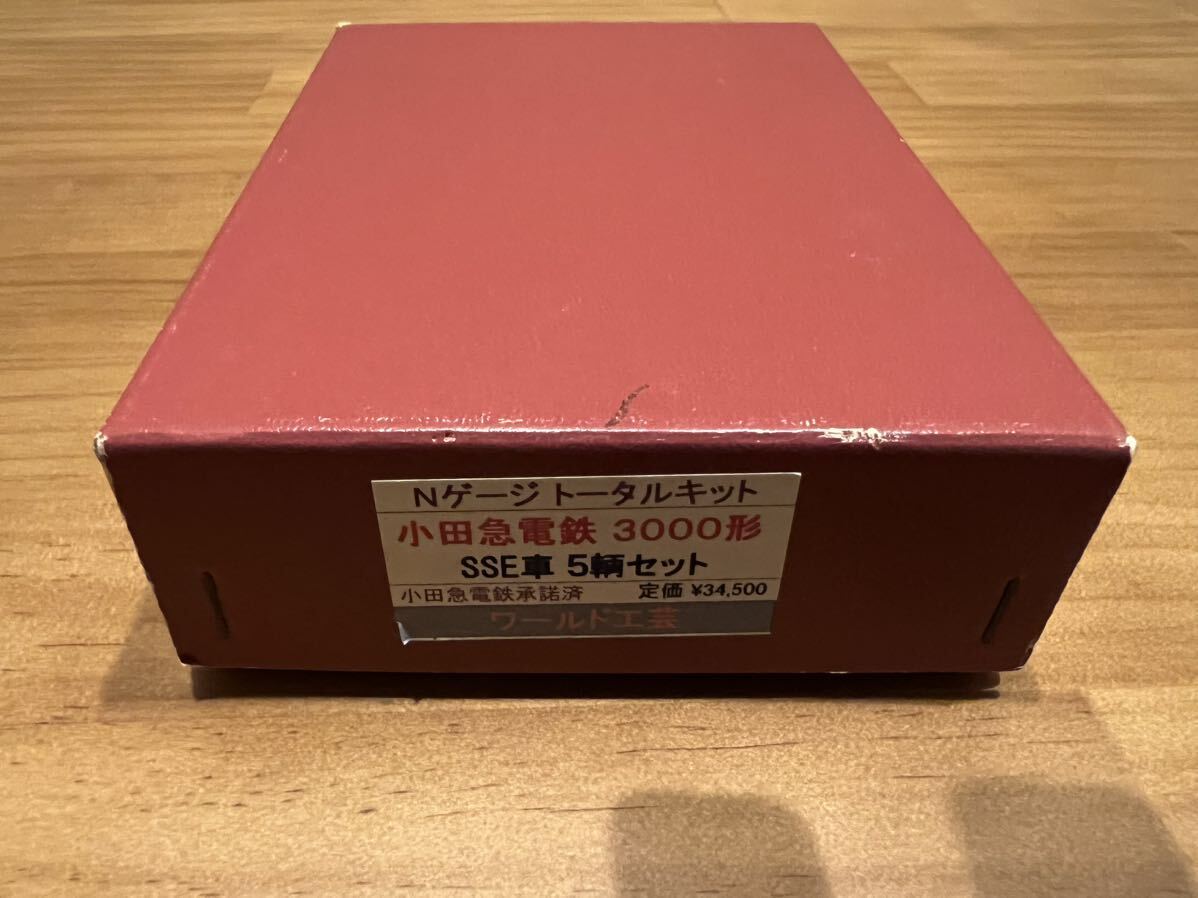 Nゲージ トータルキット
小田急電鉄 3000形
SSE車 5輌セット
小田急電鉄承諾済 定価 ¥34,500
ワールド工芸